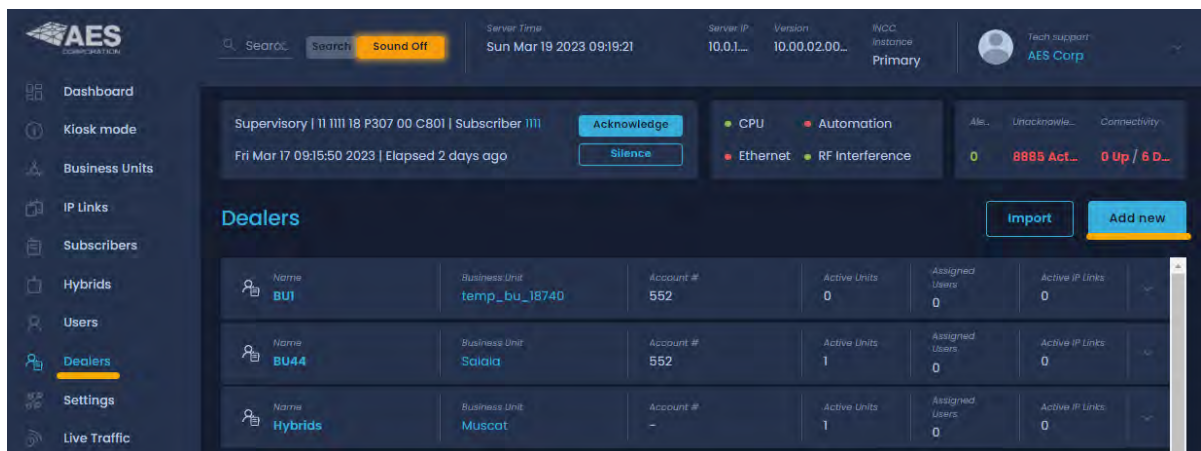 AES
CORPORATION
Searc
Search
Sound Off
Server Time
Sun Mar 19 2023 09:19:21
Server IP
10.0.1....
Version
10.00.02.00...
INCC
Instance
Primary
Tech support
AES Corp
Dashboard
Kiosk mode
Business Units
IP Links
Subscribers
Hybrids
Users
Dealers
Settings
Live Traffic
Supervisory | 11 1111 18 P307 00 C801 | Subscriber 1111
Acknowledge
Fri Mar 17 09:15:50 2023 | Elapsed 2 days ago
Silence
CPU
Automation
Ethernet
RF Interference
Ale...
Unacknowle...
Connectivity
0
8885 Act...
0 Up / 6 D...
Dealers
Import
Add new
Name
Business Unit
Account #
Active Units
Assigned
Users
Active IP Links
BU1
temp_bu_18740
552
0
0
0
Name
Business Unit
Account #
Active Units
Assigned
Users
Active IP Links
BU44
Saiaia
552
1
0
0
Name
Business Unit
Account #
Active Units
Assigned
Users
Active IP Links
Hybrids
Muscat
-
1
0
0